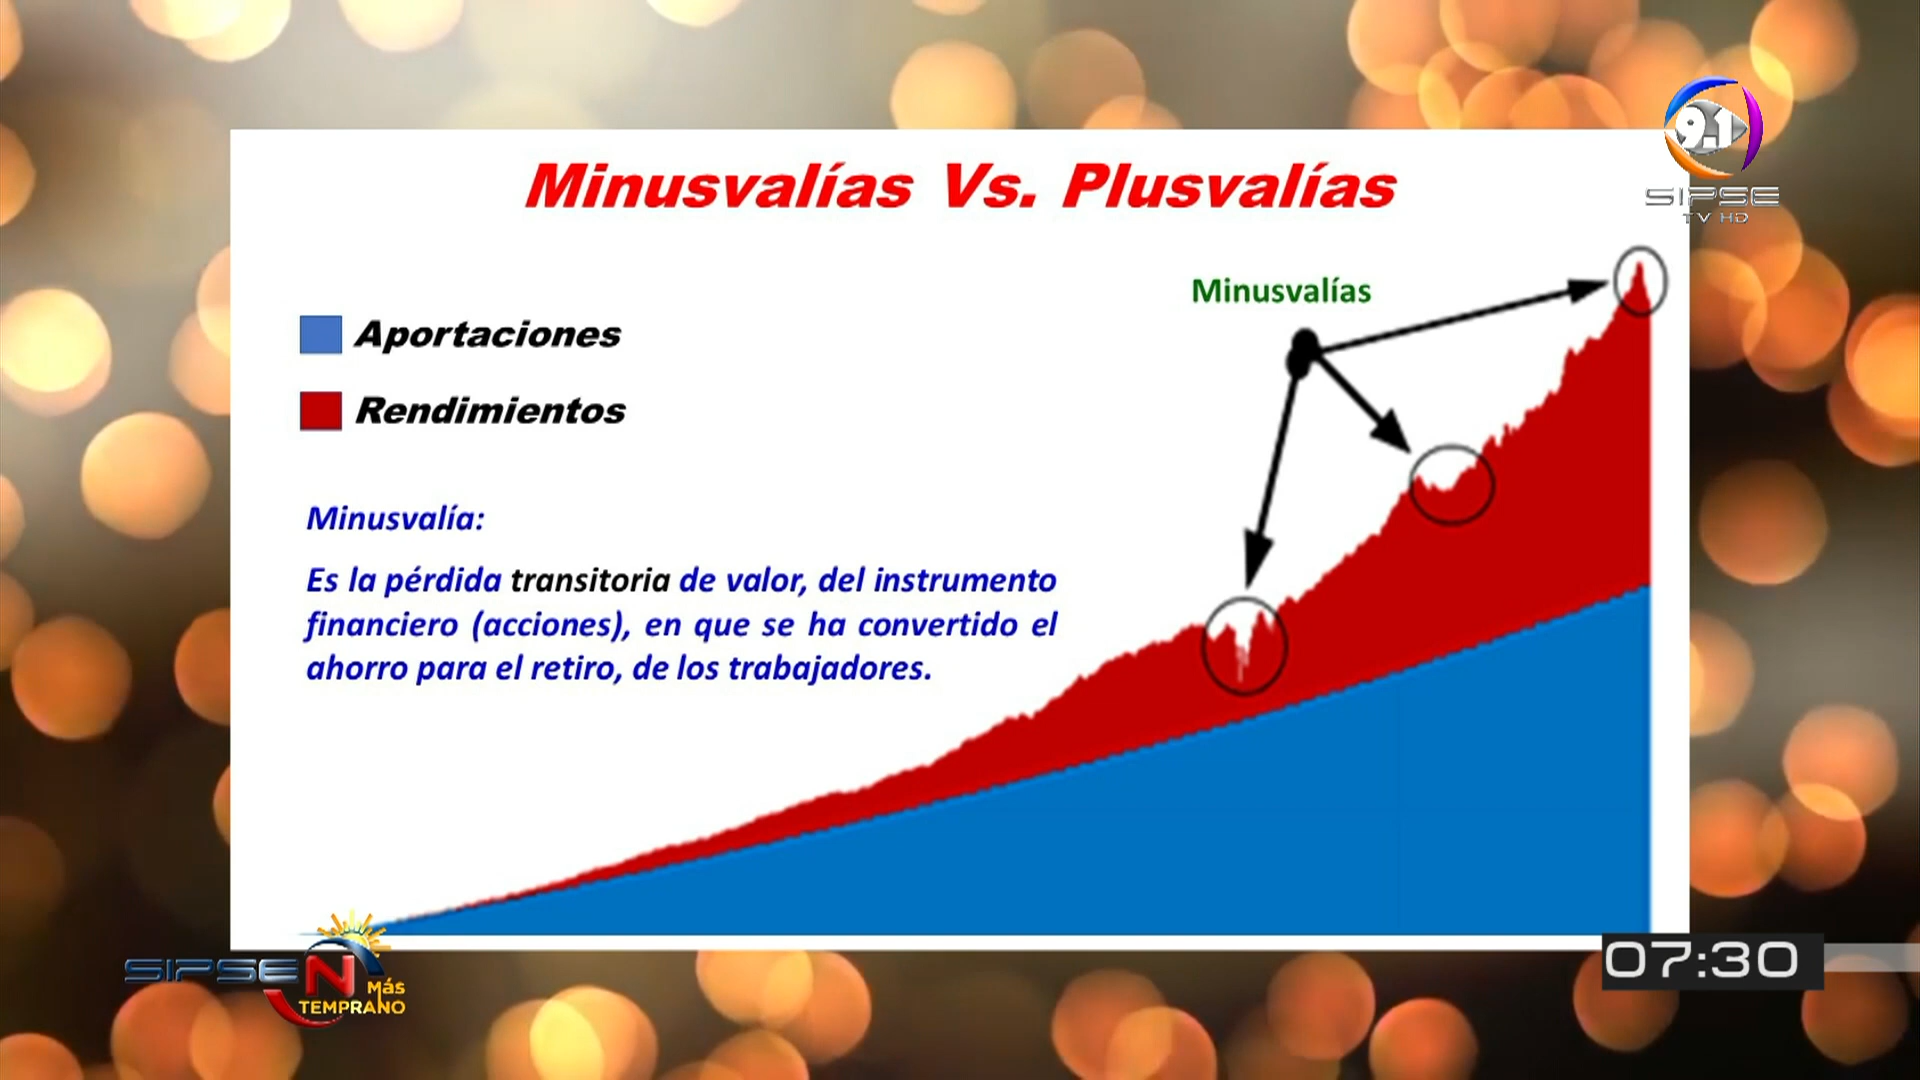 Minusvalías Vs. Plusvalías
9.1
SIPSE
TV HD
Minusvalías
Aportaciones
Rendimientos
Minusvalía:
Es la pérdida transitoria de valor, del instrumento
financiero (acciones), en que se ha convertido el
ahorro para el retiro, de los trabajadores.
SIPSE N
Más
TEMPRANO
07:30